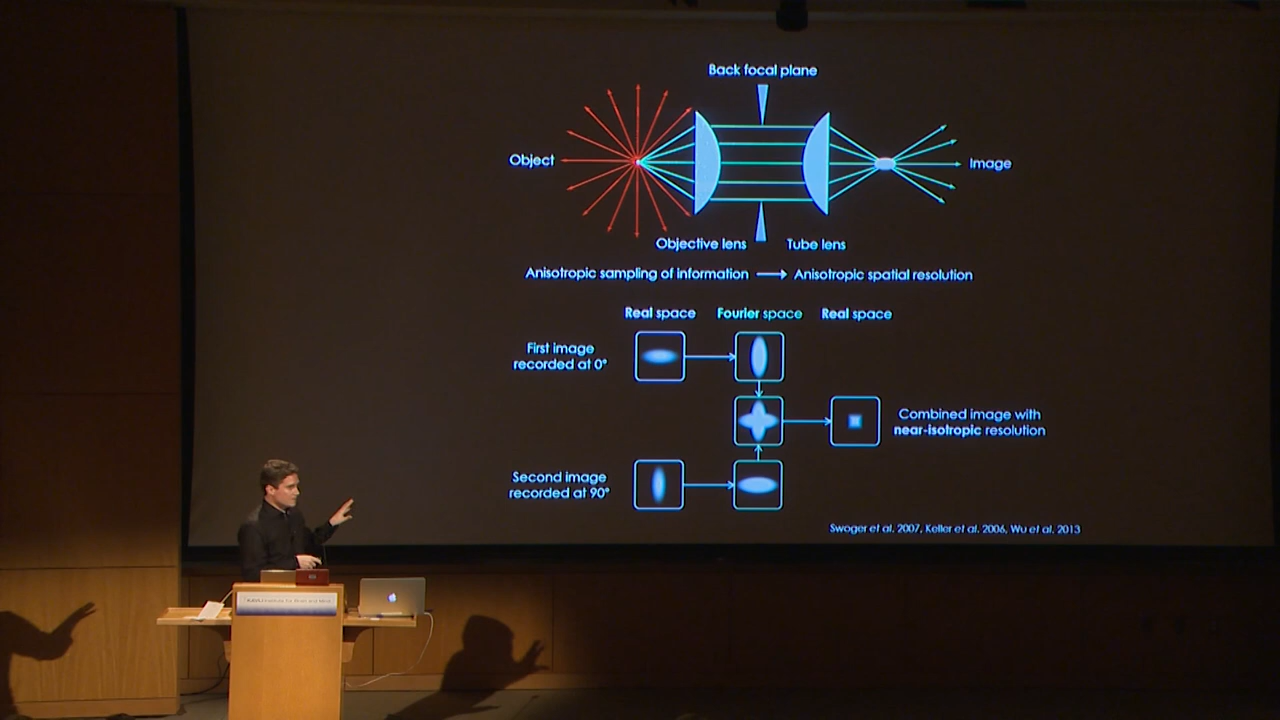 Back focal plane
Object
Image
Objective lens
Tube lens
Anisotropic sampling of information
Anisotropic spatial resolution
Real space
Fourier space
Real space
First image
recorded at 0°
Combined image with
near-isotropic resolution
Second image
recorded at 90°
Swoger et al. 2007, Keller et al. 2006, Wu et al. 2013